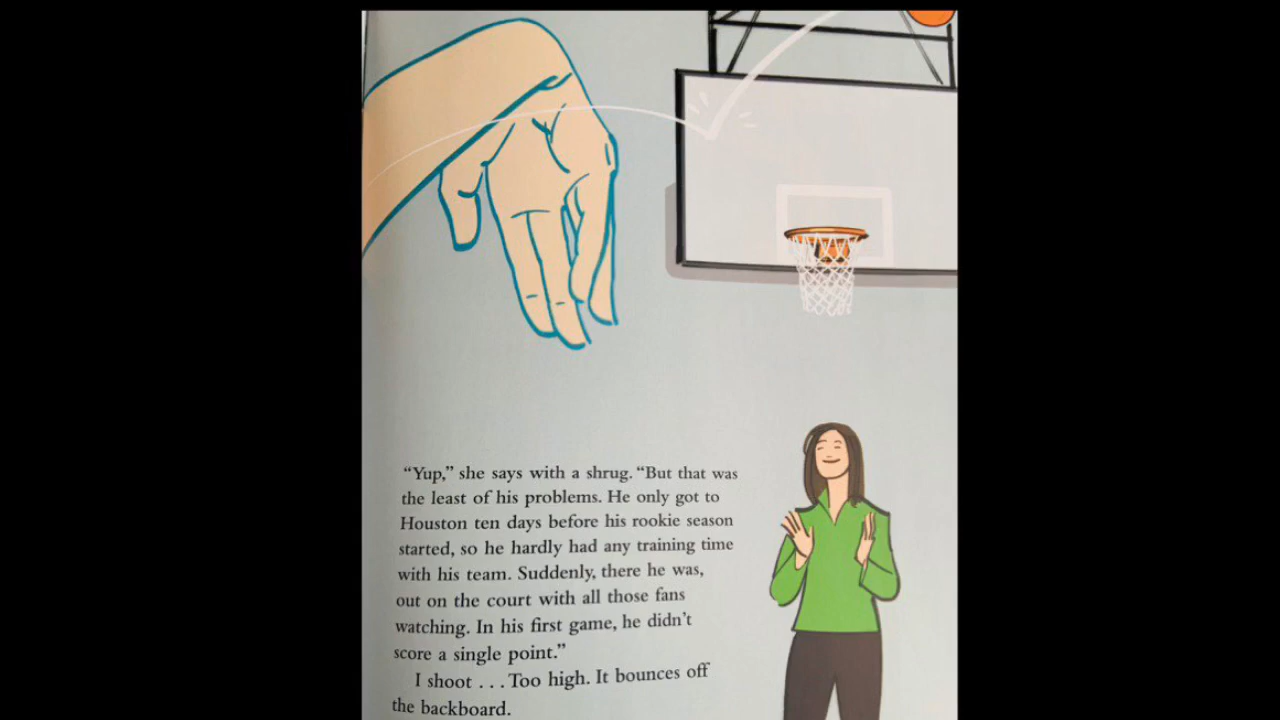 “Yup,” she says with a shrug. “But that was
the least of his problems. He only got to
Houston ten days before his rookie season
started, so he hardly had any training time
with his team. Suddenly, there he was,
out on the court with all those fans
watching. In his first game, he didn’t
score a single point.”
I shoot . . . Too high. It bounces off
the backboard.